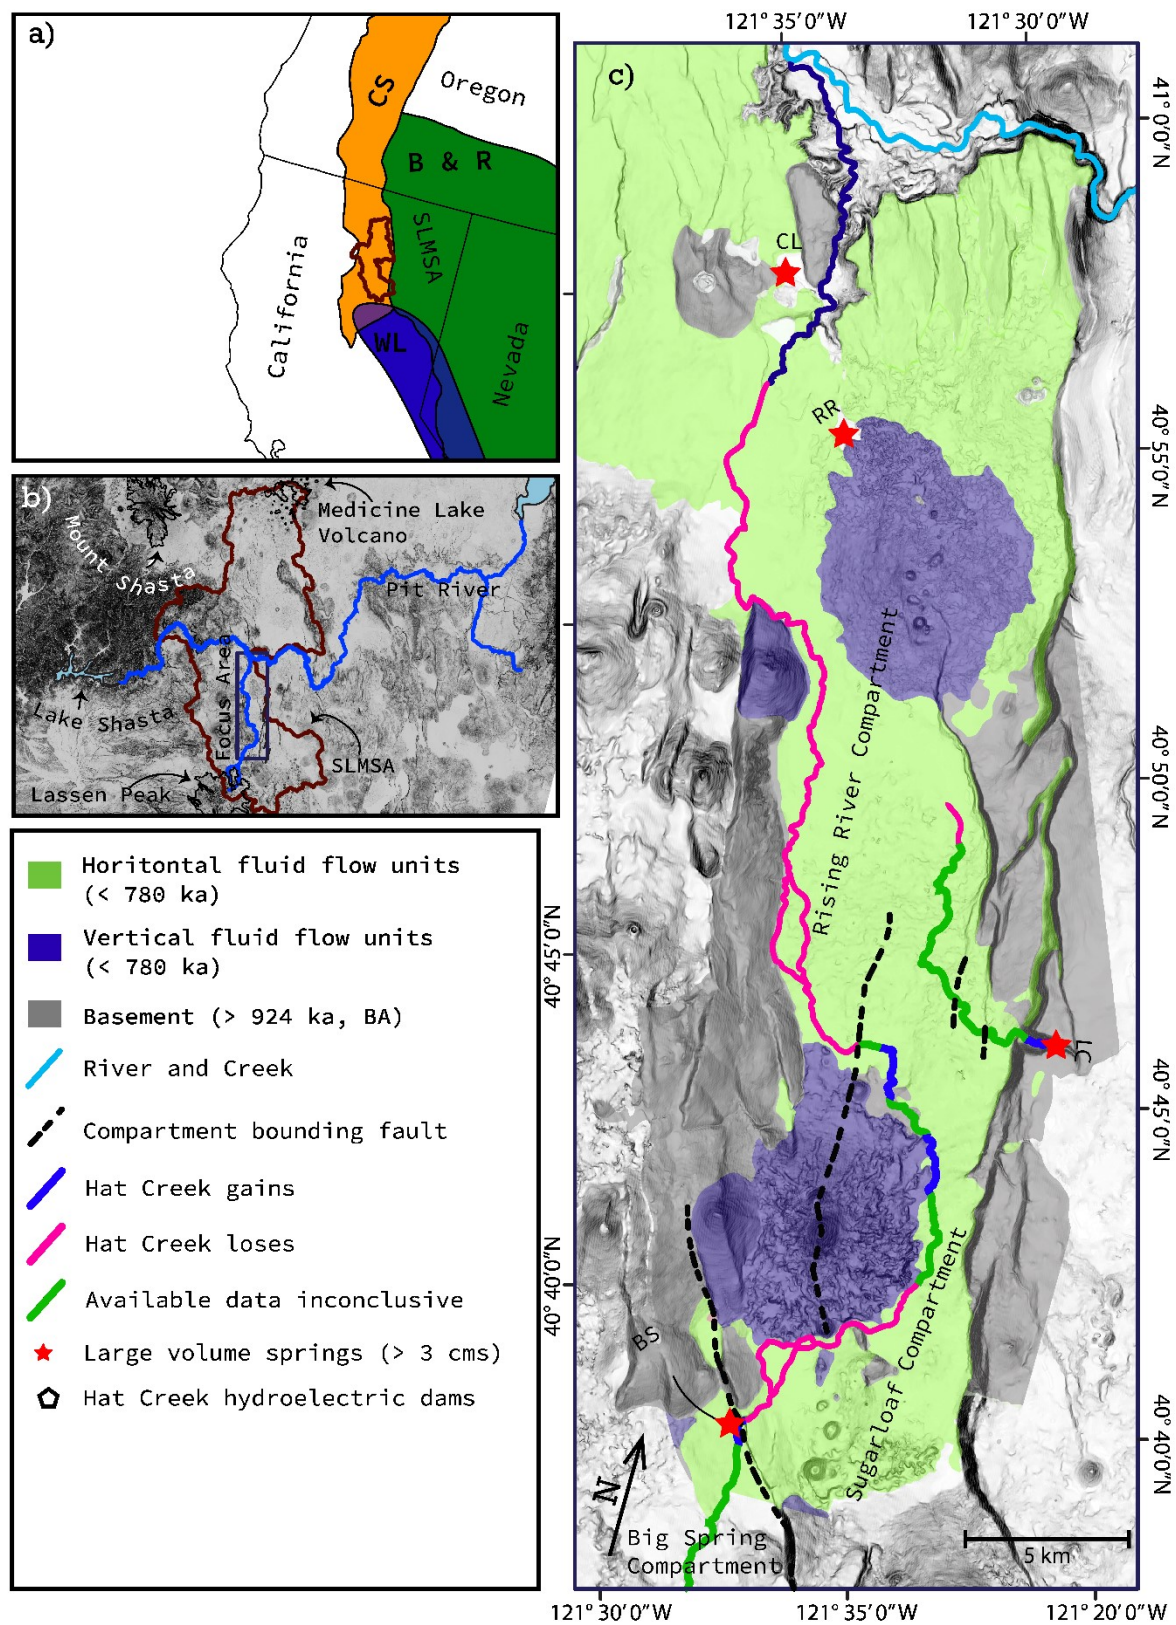 a)
CS
Oregon
B & R
SLMSA
California
WL
Nevada
b)
Medicine Lake
Volcano
Mount Shasta
Pit River
Focus Area
Lake Shasta
SLMSA
Lassen Peak
Horitontal fluid flow units
(< 780 ka)
Vertical fluid flow units
(< 780 ka)
Basement (> 924 ka, BA)
River and Creek
Compartment bounding fault
Hat Creek gains
Hat Creek loses
Available data inconclusive
Large volume springs (> 3 cms)
Hat Creek hydroelectric dams
121° 35′0″W
121° 30′0″W
c)
41° 0′0″N
CL
RR
40° 55′0″N
40° 50′0″N
Rising River Compartment
40° 45′0″N
LC
40° 45′0″N
40° 40′0″N
BS
Sugarloaf Compartment
40° 40′0″N
N
Big Spring
Compartment
5 km
121° 30′0″W
121° 35′0″W
121° 20′0″W